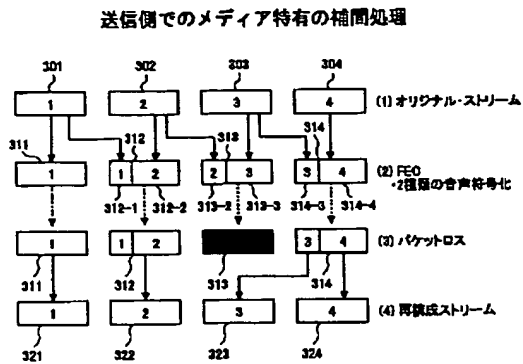 送信側でのメディア特有の補間処理
301 302 303 304
1 2 3 4 (1)オリジナル・ストリーム
311 312 313 314
1 1 2 2 3 3 4 (2) FEC
・2種類の音声符号化
312-1 312-2 313-2 313-3 314-3 314-4
1 1 2 3 4 (3) パケットロス
311 312 313 314
1 2 3 4 (4)再構成ストリーム
321 322 323 324